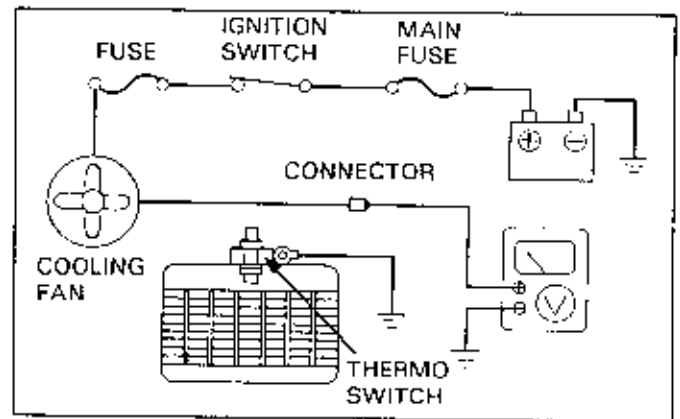 FUSE
IGNITION
SWITCH
MAIN
FUSE
⊕ ⊖
CONNECTOR
COOLING
FAN
V
THERMO
SWITCH